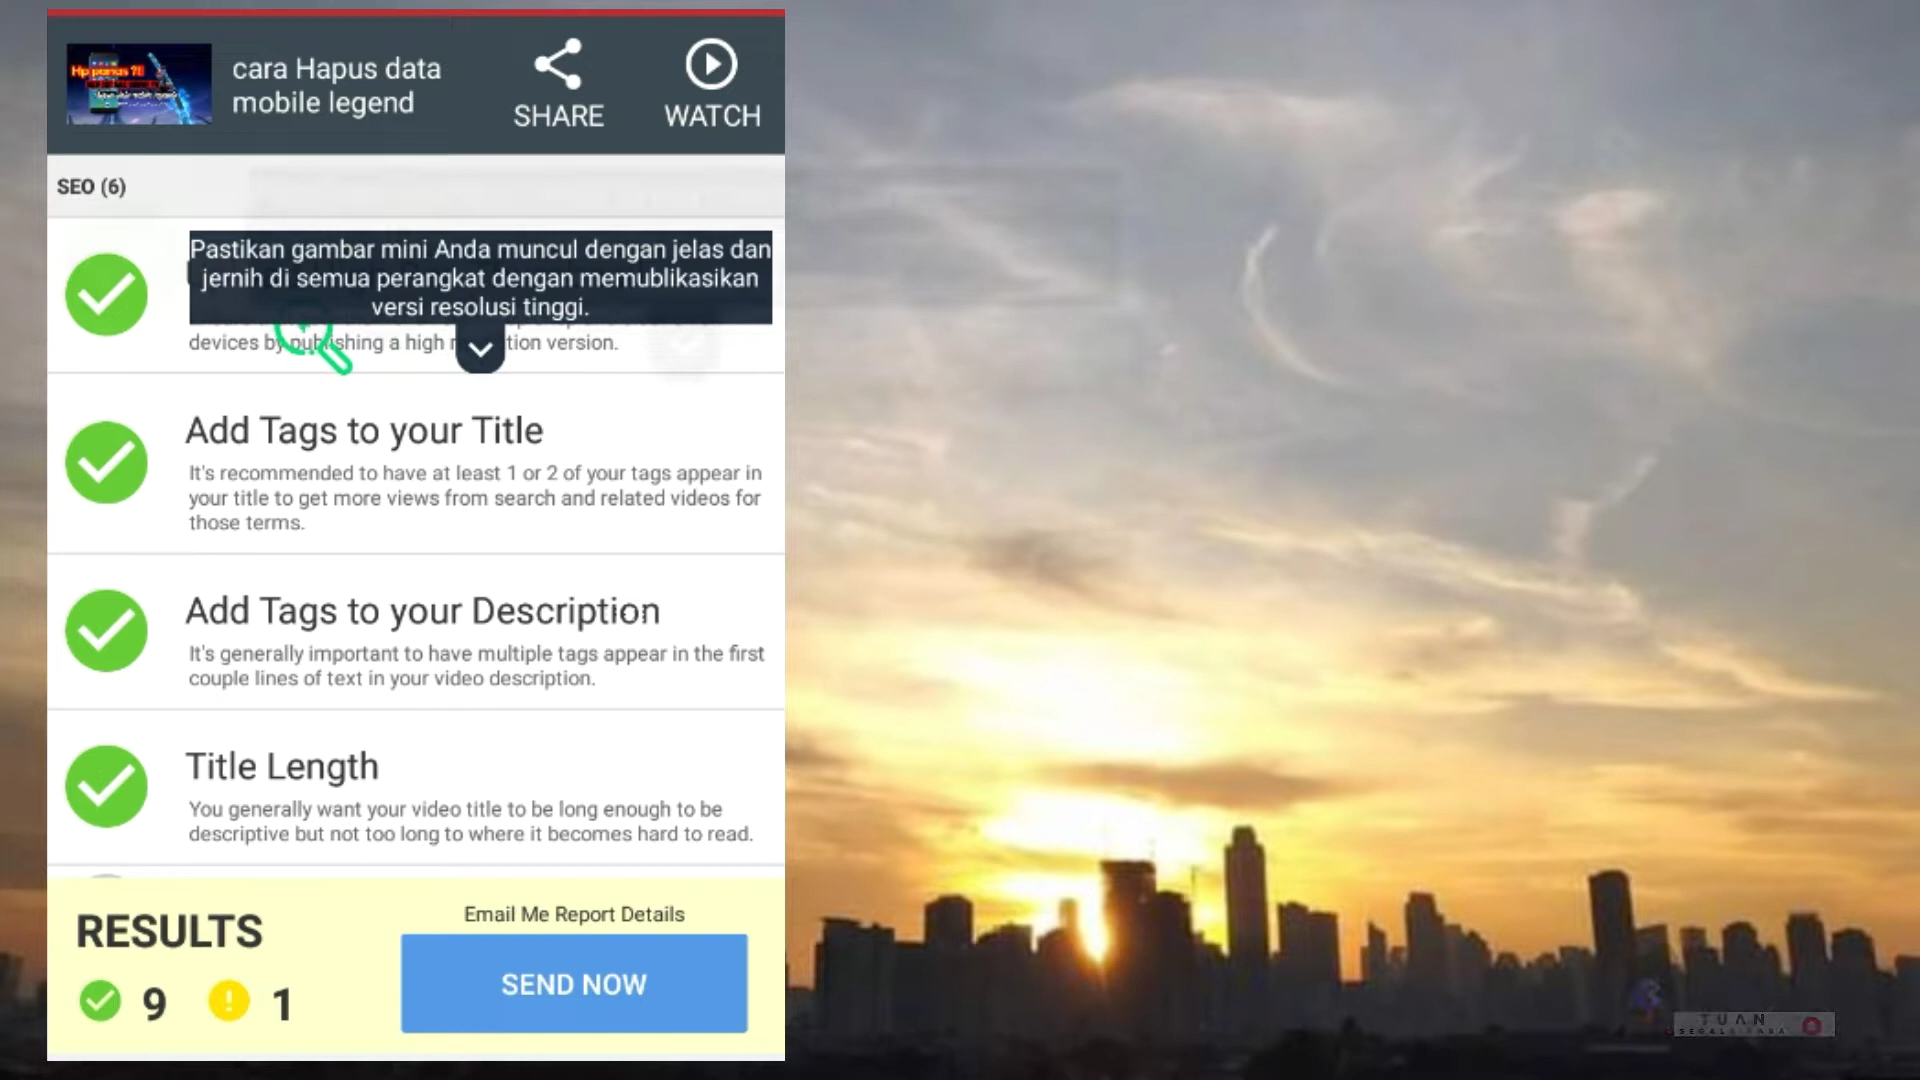 Hp panas ?!!
cara Hapus data
mobile legend
SHARE
WATCH
SEO (6)
Pastikan gambar mini Anda muncul dengan jelas dan
jernih di semua perangkat dengan memublikasikan
versi resolusi tinggi.
devices by publishing a high tion version.
Add Tags to your Title
It's recommended to have at least 1 or 2 of your tags appear in
your title to get more views from search and related videos for
those terms.
Add Tags to your Description
It's generally important to have multiple tags appear in the first
couple lines of text in your video description.
Title Length
You generally want your video title to be long enough to be
descriptive but not too long to where it becomes hard to read.
RESULTS
Email Me Report Details
9
1
SEND NOW
TUAN